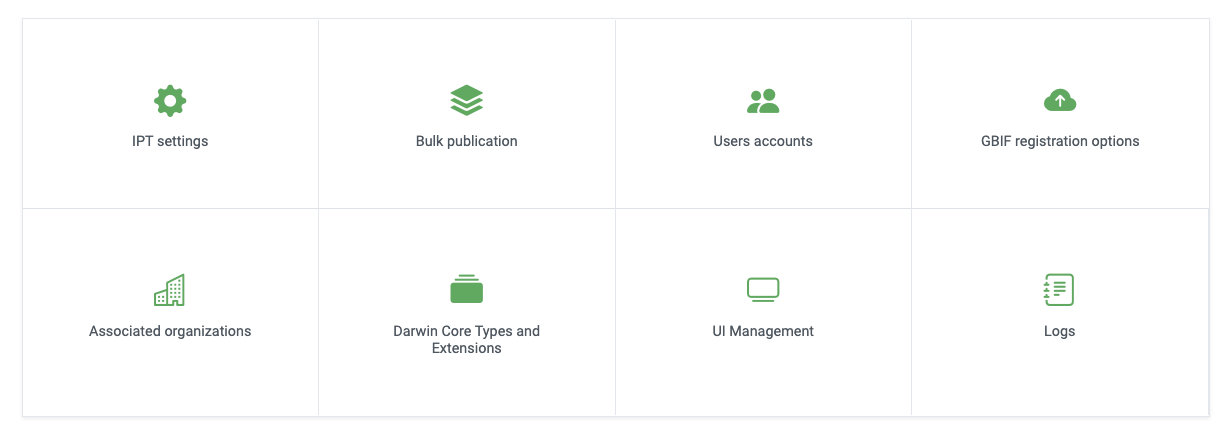 IPT settings
Bulk publication
Users accounts
GBIF registration options
Associated organizations
Darwin Core Types and
Extensions
UI Management
Logs